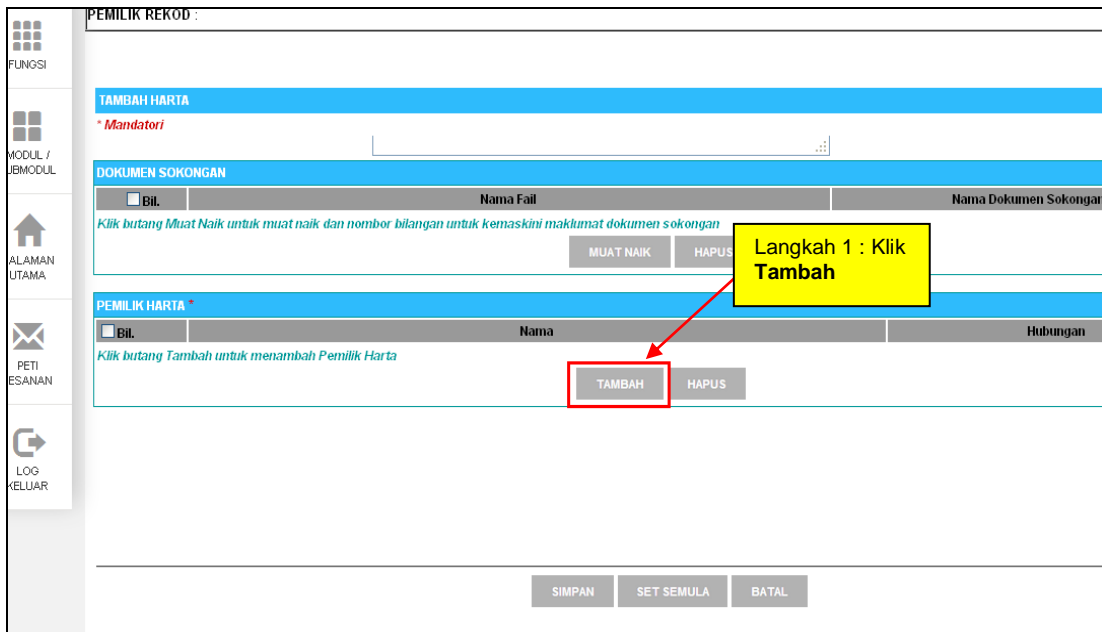 PEMILIK REKOD :
FUNGSI
MODUL /
UBMODUL
ALAMAN
UTAMA
PETI
ESANAN
LOG
KELUAR
TAMBAH HARTA
* Mandatori
DOKUMEN SOKONGAN
Bil. Nama Fail Nama Dokumen Sokongan
Klik butang Muat Naik untuk muat naik dan nombor bilangan untuk kemaskini maklumat dokumen sokongan
MUAT NAIK HAPUS
Langkah 1 : Klik
Tambah
PEMILIK HARTA *
Bil. Nama Hubungan
Klik butang Tambah untuk menambah Pemilik Harta
TAMBAH HAPUS
SIMPAN SET SEMULA BATAL